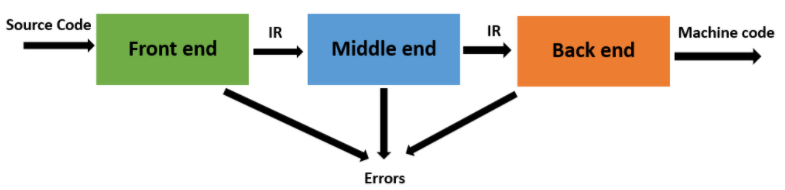 Source Code
Front end
IR
Middle end
IR
Back end
Machine code
Errors